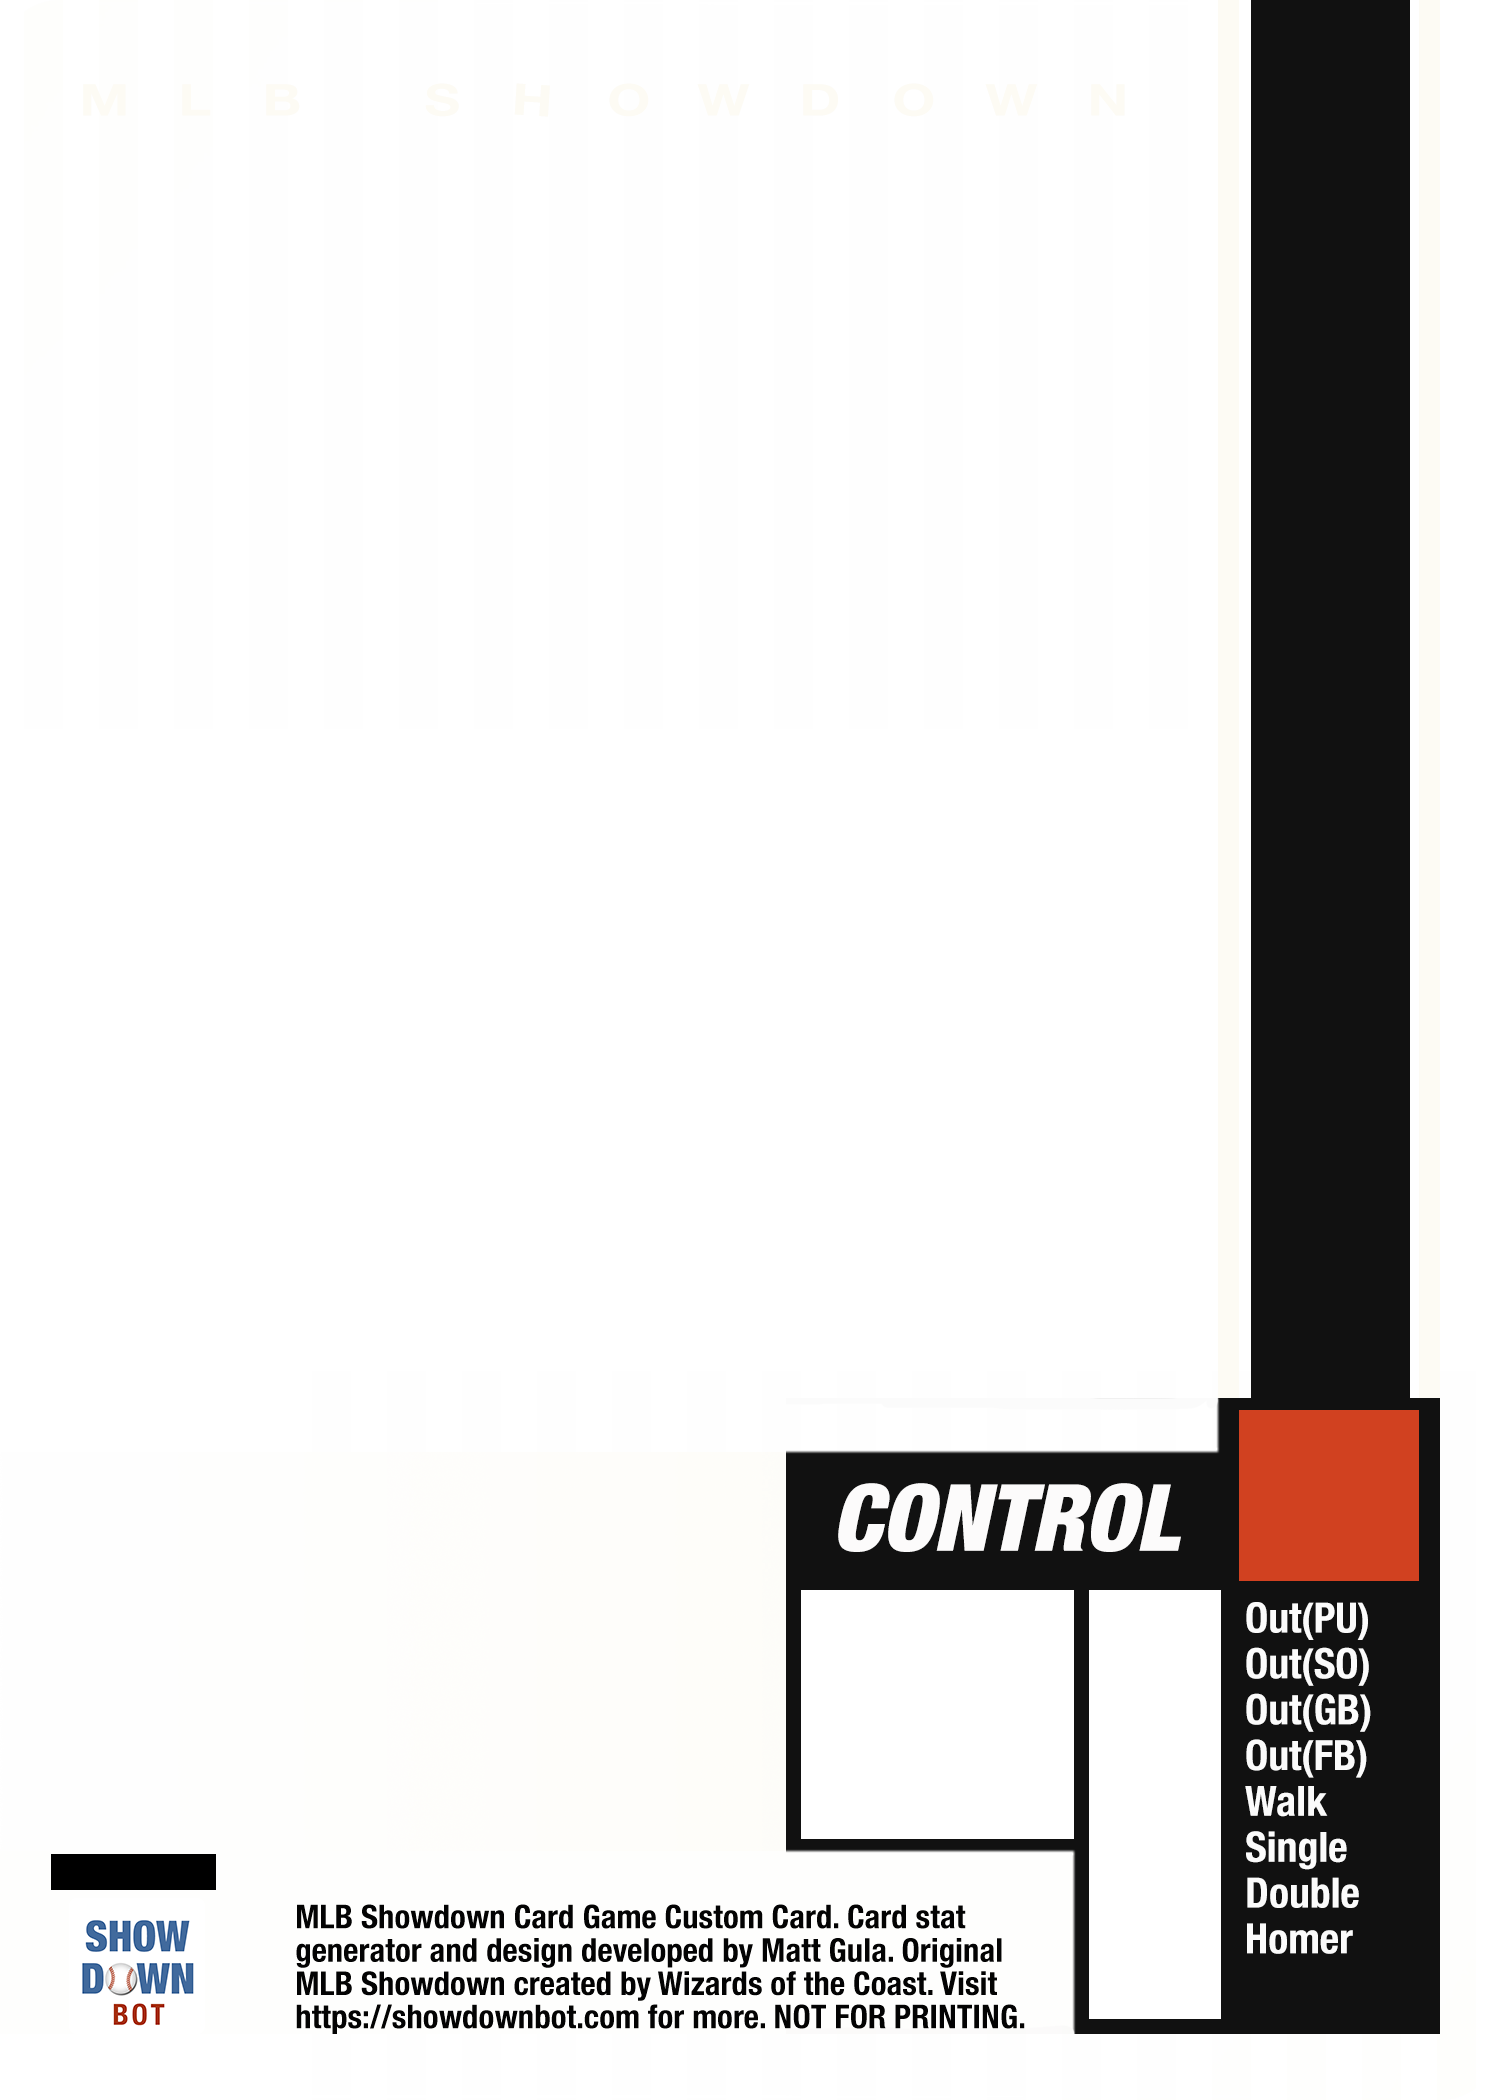 MLB SHOWDOWN
CONTROL
Out(PU)
Out(SO)
Out(GB)
Out(FB)
Walk
Single
Double
Homer
SHOW
DOWN
BOT
MLB Showdown Card Game Custom Card. Card stat
generator and design developed by Matt Gula. Original
MLB Showdown created by Wizards of the Coast. Visit
https://showdownbot.com for more. NOT FOR PRINTING.